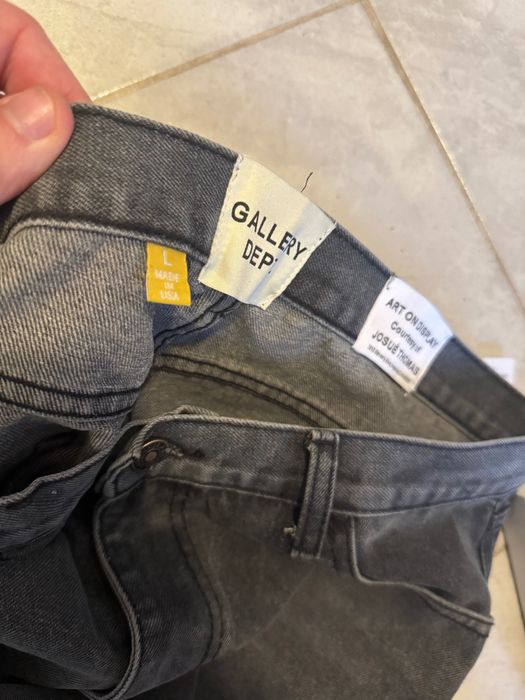 GALLERY
DEPT
L
MADE
IN
USA
ART ON DISPLAY
Courtesy of
JOSUÉ THOMAS